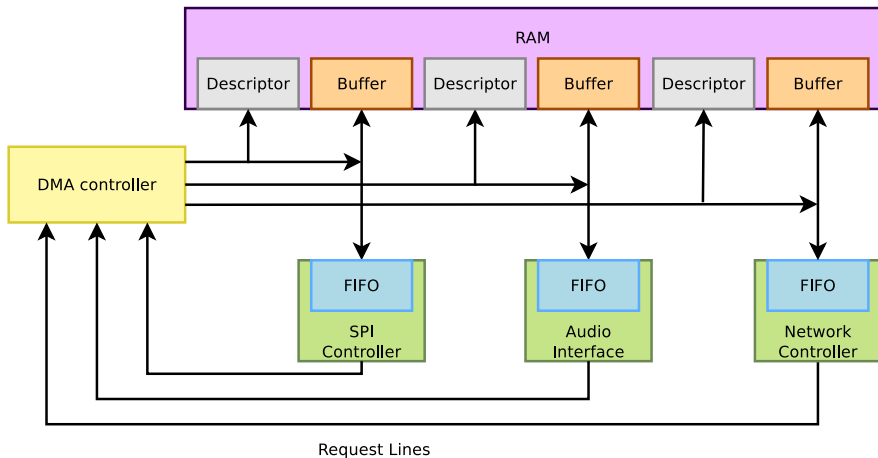 RAM
Descriptor
Buffer
Descriptor
Buffer
Descriptor
Buffer
DMA controller
FIFO
SPI
Controller
FIFO
Audio
Interface
FIFO
Network
Controller
Request Lines